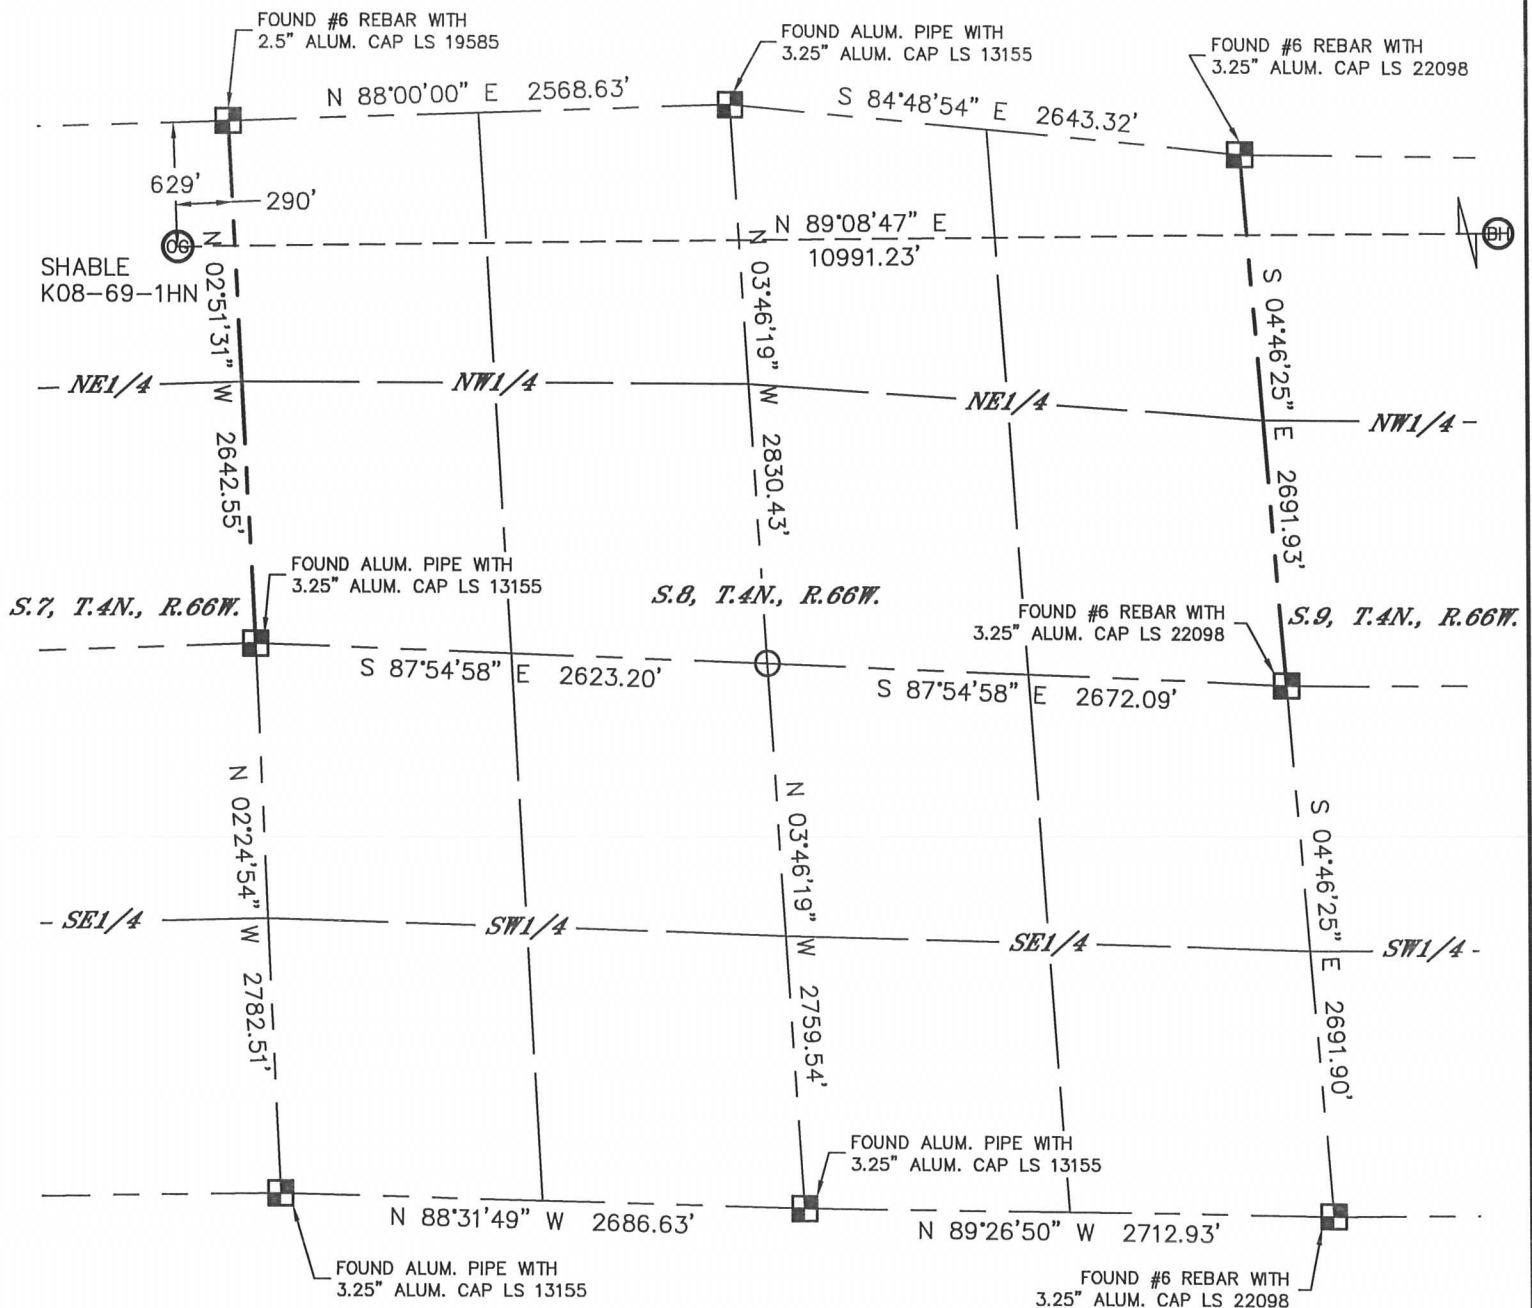 FOUND #6 REBAR WITH
2.5" ALUM. CAP LS 19585
FOUND ALUM. PIPE WITH
3.25" ALUM. CAP LS 13155
FOUND #6 REBAR WITH
3.25" ALUM. CAP LS 22098
N 88°00'00" E 2568.63'
S 84°48'54" E 2643.32'
629'
290'
OG
SHABLE
K08-69-1HN
N 89°08'47" E
10991.23'
BH
N 02°51'31" W 2642.55'
N 03°46'19" W 2830.43'
S 04°46'25" E 2691.93'
NE1/4
NW1/4
NE1/4
NW1/4
FOUND ALUM. PIPE WITH
3.25" ALUM. CAP LS 13155
S.7, T.4N., R.66W.
S.8, T.4N., R.66W.
FOUND #6 REBAR WITH
3.25" ALUM. CAP LS 22098
S.9, T.4N., R.66W.
S 87°54'58" E 2623.20'
S 87°54'58" E 2672.09'
N 02°24'54" W 2782.51'
N 03°46'19" W 2759.54'
S 04°46'25" E 2691.90'
SE1/4
SW1/4
SE1/4
SW1/4
FOUND ALUM. PIPE WITH
3.25" ALUM. CAP LS 13155
N 88°31'49" W 2686.63'
N 89°26'50" W 2712.93'
FOUND ALUM. PIPE WITH
3.25" ALUM. CAP LS 13155
FOUND #6 REBAR WITH
3.25" ALUM. CAP LS 22098